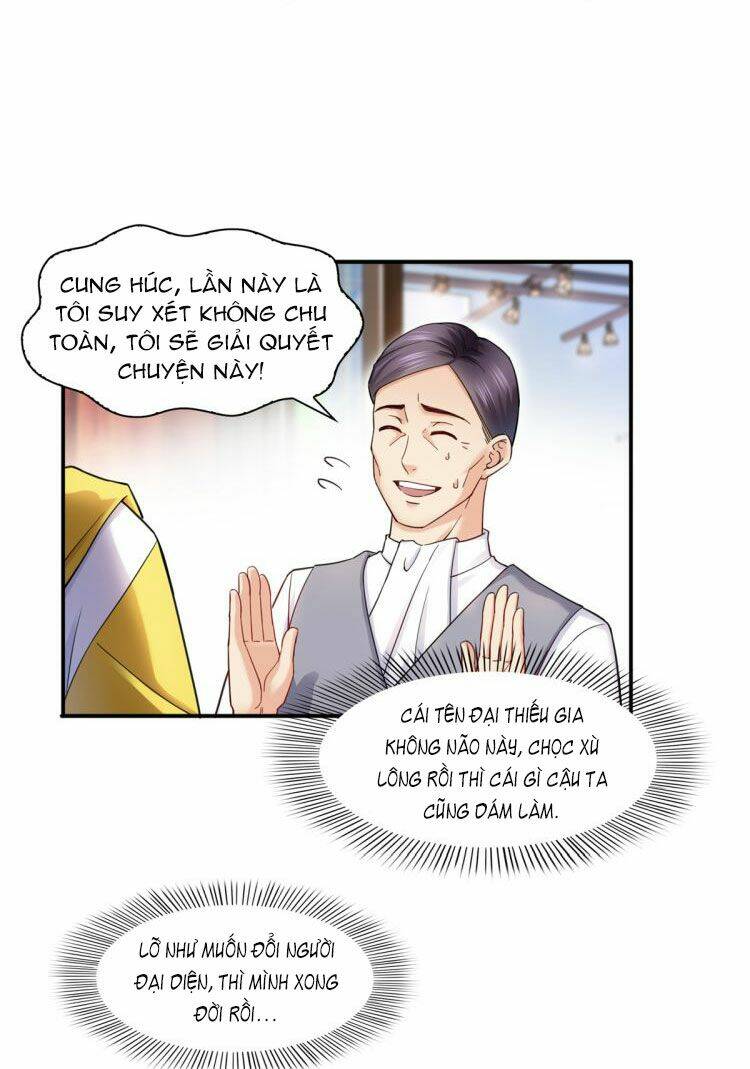 CUNG HÚC, LẦN NÀY LÀ
TÔI SUY XÉT KHÔNG CHU
TOÀN, TÔI SẼ GIẢI QUYẾT
CHUYỆN NÀY!
CÁI TÊN ĐẠI THIẾU GIA
KHÔNG NÃO NÀY, CHỌC XÙ
LÔNG RỒI THÌ CÁI GÌ CẬU TA
CŨNG DÁM LÀM.
LỠ NHƯ MUỐN ĐỔI NGƯỜI
ĐẠI DIỆN, THÌ MÌNH XONG
ĐỜI RỒI...